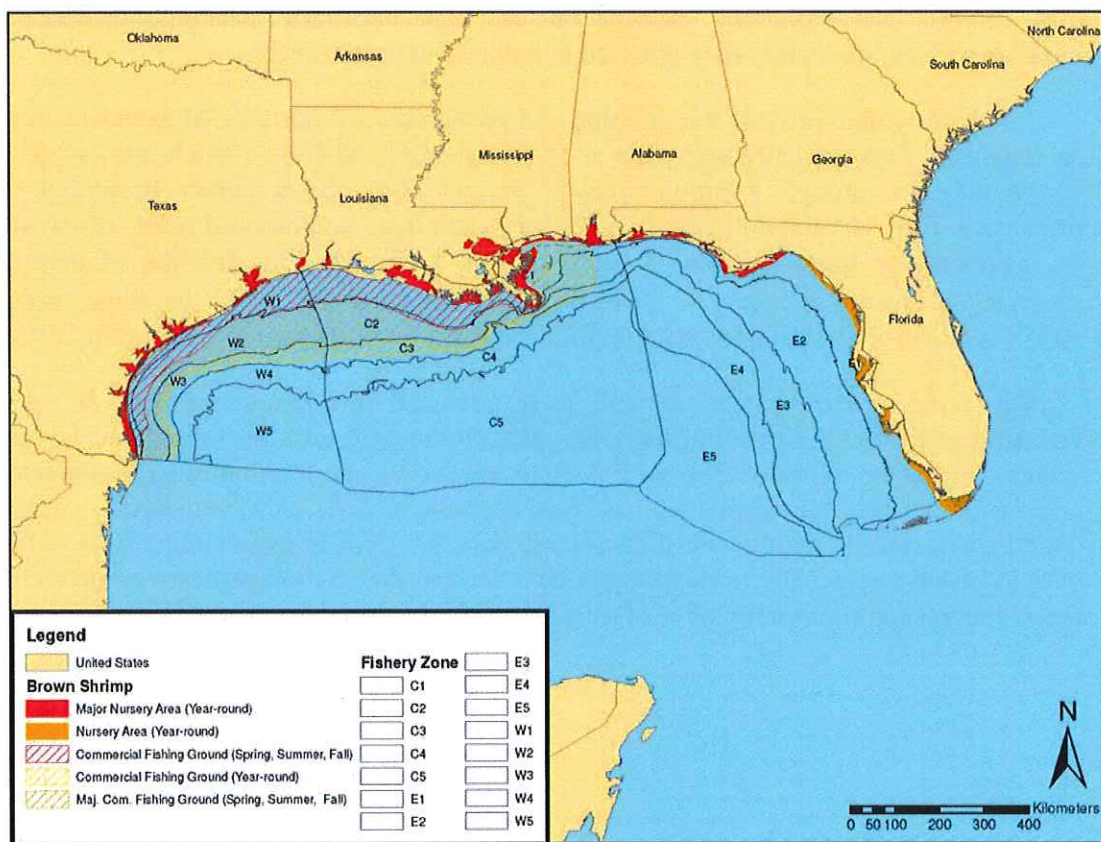 Oklahoma
Arkansas
North Carolina
South Carolina
Mississippi
Alabama
Georgia
Texas
Louisiana
Florida
W1
C2
W2
C3
W3
C4
W4
W5
C5
E2
E4
E3
E5
Legend
United States
Brown Shrimp
Major Nursery Area (Year-round)
Nursery Area (Year-round)
Commercial Fishing Ground (Spring, Summer, Fall)
Commercial Fishing Ground (Year-round)
Maj. Com. Fishing Ground (Spring, Summer, Fall)
Fishery Zone
C1
C2
C3
C4
C5
E1
E2
E3
E4
E5
W1
W2
W3
W4
W5
N
Kilometers
0 50 100 200 300 400